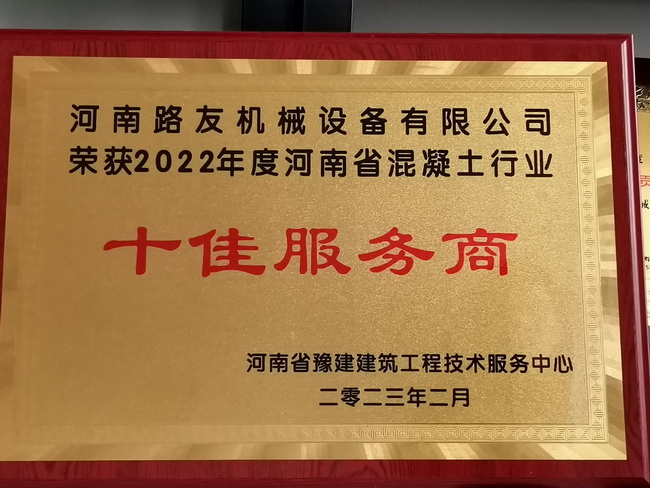 河南路友机械设备有限公司
荣获2022年度河南省混凝土行业
十佳服务商
河南省豫建建筑工程技术服务中心
二零二三年二月